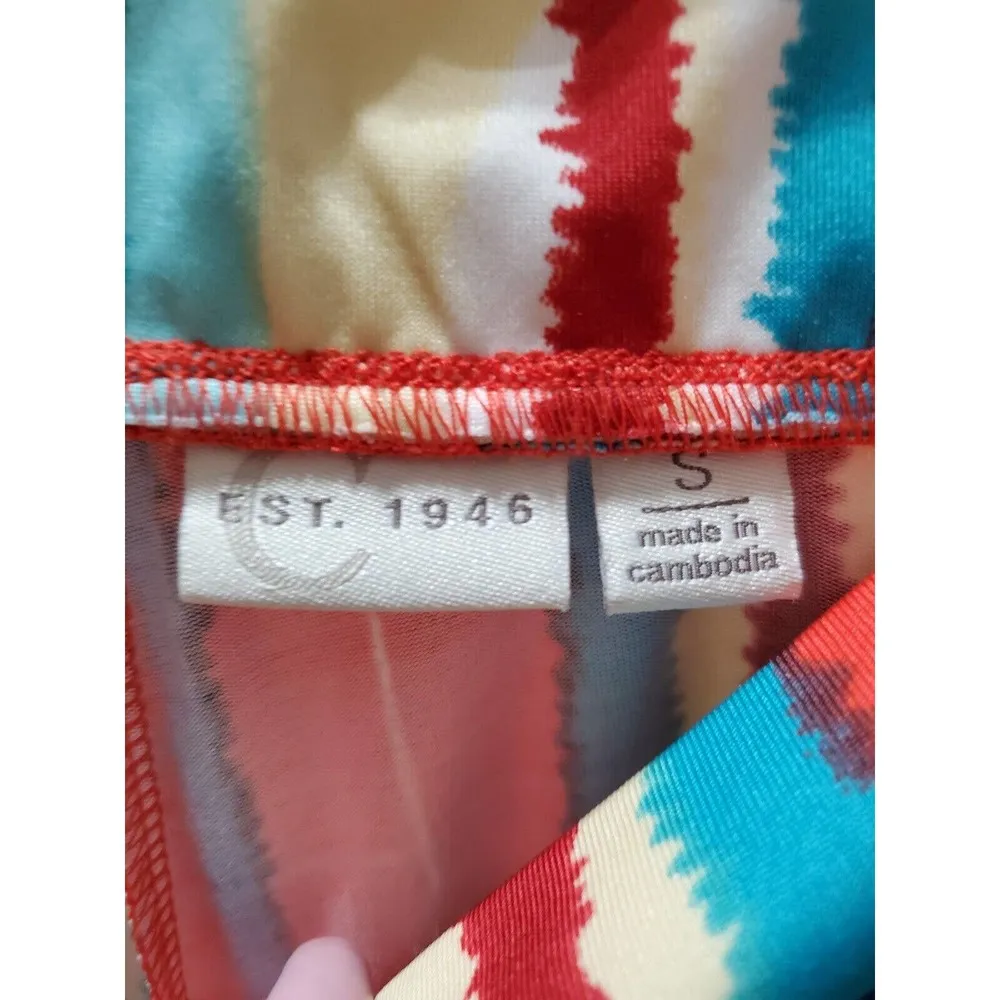 C
EST. 1946
S
made in
cambodia